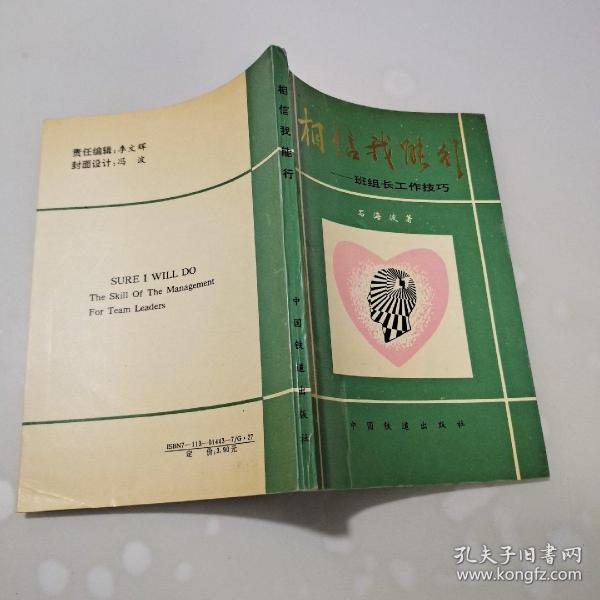 责任编辑：李文辉
封面设计：冯波
SURE I WILL DO
The Skill Of The Management
For Team Leaders
ISBN7—113—01443—7/G·27
定价：3.90元
相信我能行
中国铁道出版社
相信我能行
——班组长工作技巧
石海波著
中国铁道出版社
孔夫子旧书网
www.kongfz.com